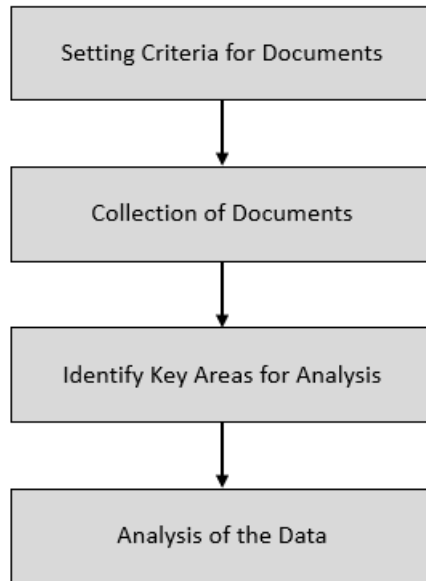 Setting Criteria for Documents
Collection of Documents
Identify Key Areas for Analysis
Analysis of the Data